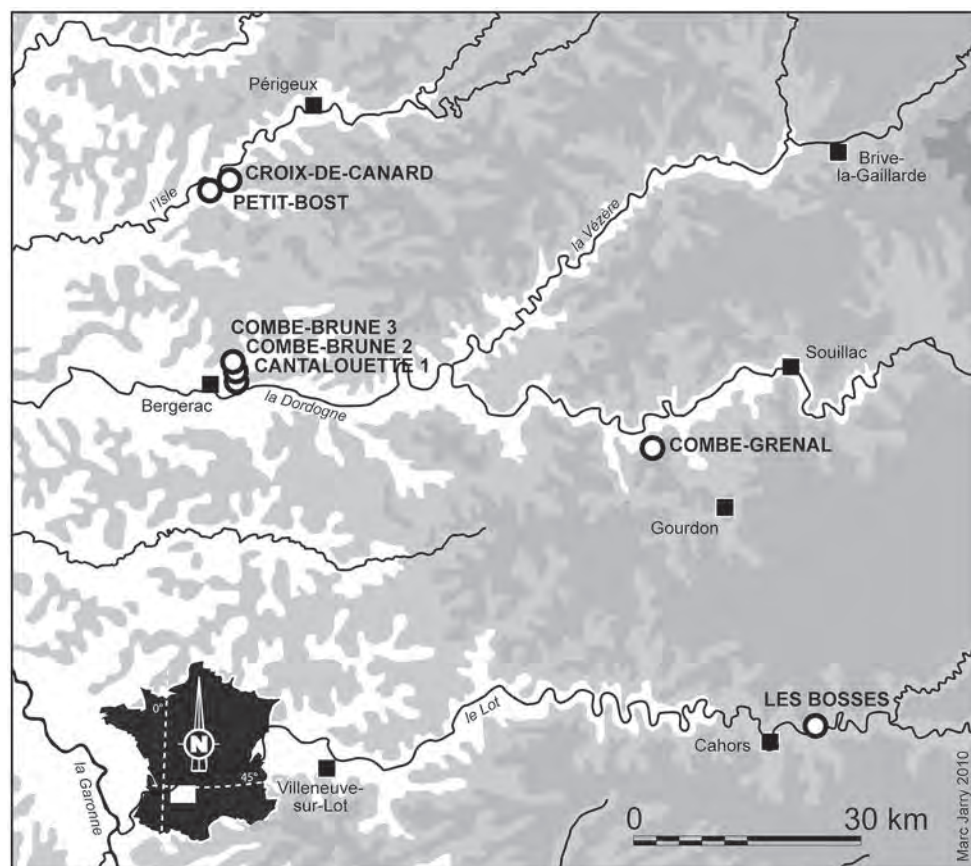 Périgeux
CROIX-DE-CANARD
PETIT-BOST
l'Isle
Brive-
la-Gaillarde
la Vézère
COMBE-BRUNE 3
COMBE-BRUNE 2
CANTALOUETTE 1
Bergerac
la Dordogne
Souillac
COMBE-GRENAL
Gourdon
LES BOSSES
le Lot
Cahors
0°
N
45°
Villeneuve-
sur-Lot
la Garonne
0 30 km
Marc Jarry 2010